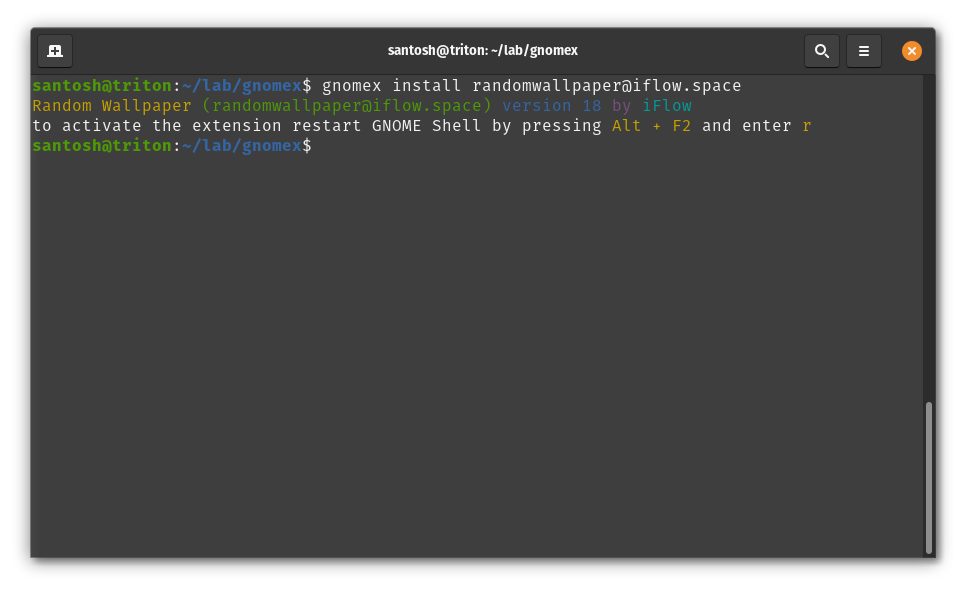 santosh@triton: ~/lab/gnomex
santosh@triton:~/lab/gnomex$ gnomex install randomwallpaper@iflow.space
Random Wallpaper (randomwallpaper@iflow.space) version 18 by iFlow
to activate the extension restart GNOME Shell by pressing Alt + F2 and enter r
santosh@triton:~/lab/gnomex$